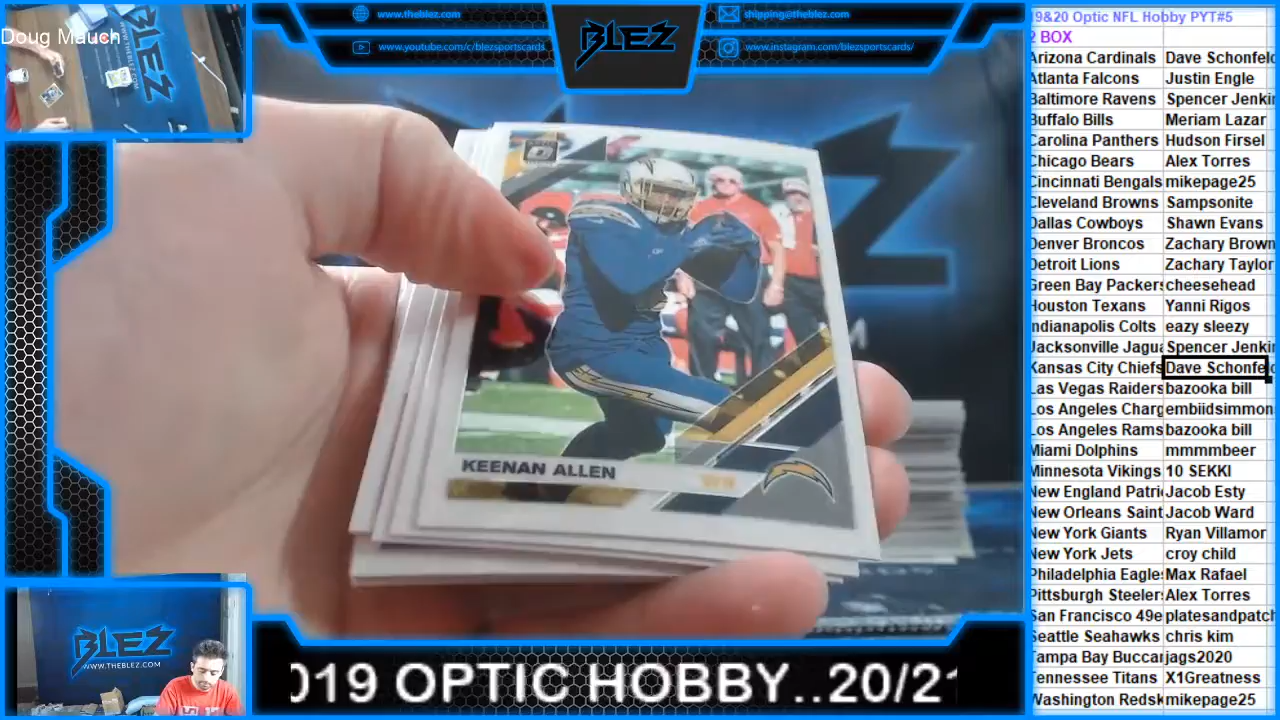 Doug Mauch
www.theblez.com
shipping@theblez.com
www.youtube.com/c/blezsportscards
www.instagram.com/blezsportscards/
BLEZ
BLEZ
KEENAN ALLEN
WR
BLEZ
WWW.THEBLEZ.COM
019 OPTIC HOBBY..20/21
19&20 Optic NFL Hobby PYT#5
2 BOX
Arizona Cardinals Dave Schonfeld
Atlanta Falcons Justin Engle
Baltimore Ravens Spencer Jenkin
Buffalo Bills Meriam Lazar
Carolina Panthers Hudson Firsel
Chicago Bears Alex Torres
Cincinnati Bengals mikepage25
Cleveland Browns Sampsonite
Dallas Cowboys Shawn Evans
Denver Broncos Zachary Brown
Detroit Lions Zachary Taylor
Green Bay Packers cheesehead
Houston Texans Yanni Rigos
Indianapolis Colts eazy sleezy
Jacksonville Jagua Spencer Jenkin
Kansas City Chiefs Dave Schonfeld
Las Vegas Raiders bazooka bill
Los Angeles Charg embiidsimmon
Los Angeles Rams bazooka bill
Miami Dolphins mmmmbeer
Minnesota Vikings 10 SEKKI
New England Patri Jacob Esty
New Orleans Saint Jacob Ward
New York Giants Ryan Villamor
New York Jets croy child
Philadelphia Eagles Max Rafael
Pittsburgh Steelers Alex Torres
San Francisco 49e platesandpatch
Seattle Seahawks chris kim
Tampa Bay Buccan jags2020
Tennessee Titans X1Greatness
Washington Redsk mikepage25